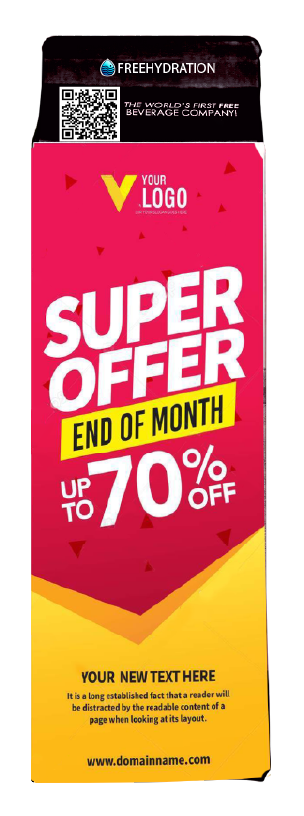 FREEHYDRATION
THE WORLD'S FIRST FREE
BEVERAGE COMPANY!
YOUR
LOGO
SUPER
OFFER
END OF MONTH
UP
TO 70%
OFF
YOUR NEW TEXT HERE
It is a long established fact that a reader will
be distracted by the readable content of a
page when looking at its layout.
www.domainname.com